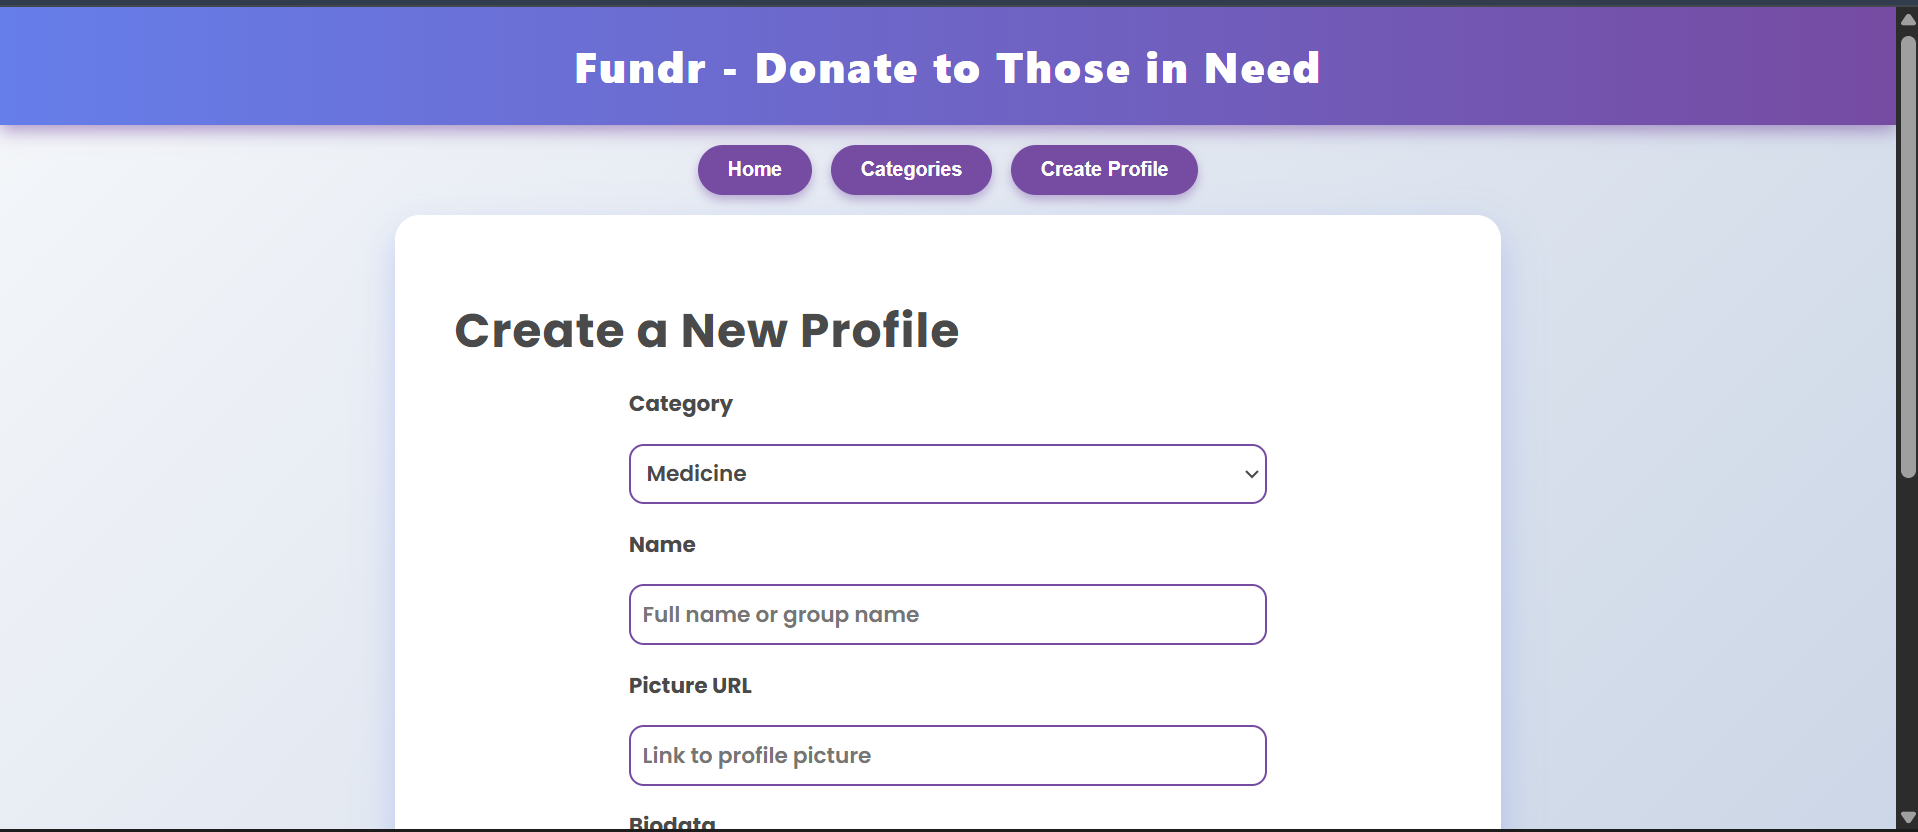 Fundr - Donate to Those in Need
Home Categories Create Profile
Create a New Profile
Category
Medicine
Name
Full name or group name
Picture URL
Link to profile picture
Biodata